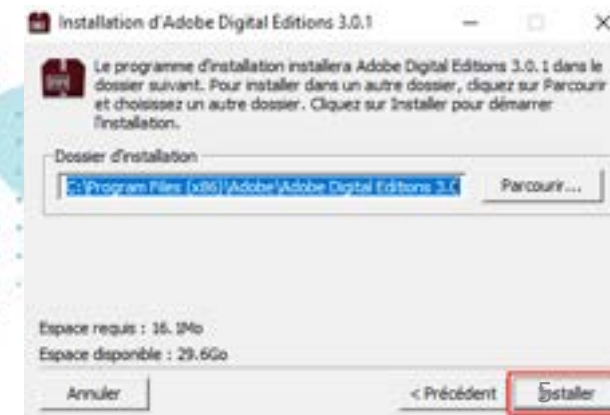 Installation d'Adobe Digital Editions 3.0.1
Le programme d'installation installera Adobe Digital Editions 3.0.1 dans le
dossier suivant. Pour installer dans un autre dossier, cliquez sur Parcourir
et choisissez un autre dossier. Cliquez sur Installer pour démarrer
l'installation.
Dossier d'installation
C:\Program Files (x86)\Adobe\Adobe Digital Editions 3.0
Parcourir...
Espace requis : 16.1Mo
Espace disponible : 29.6Go
Annuler
< Précédent
Installer